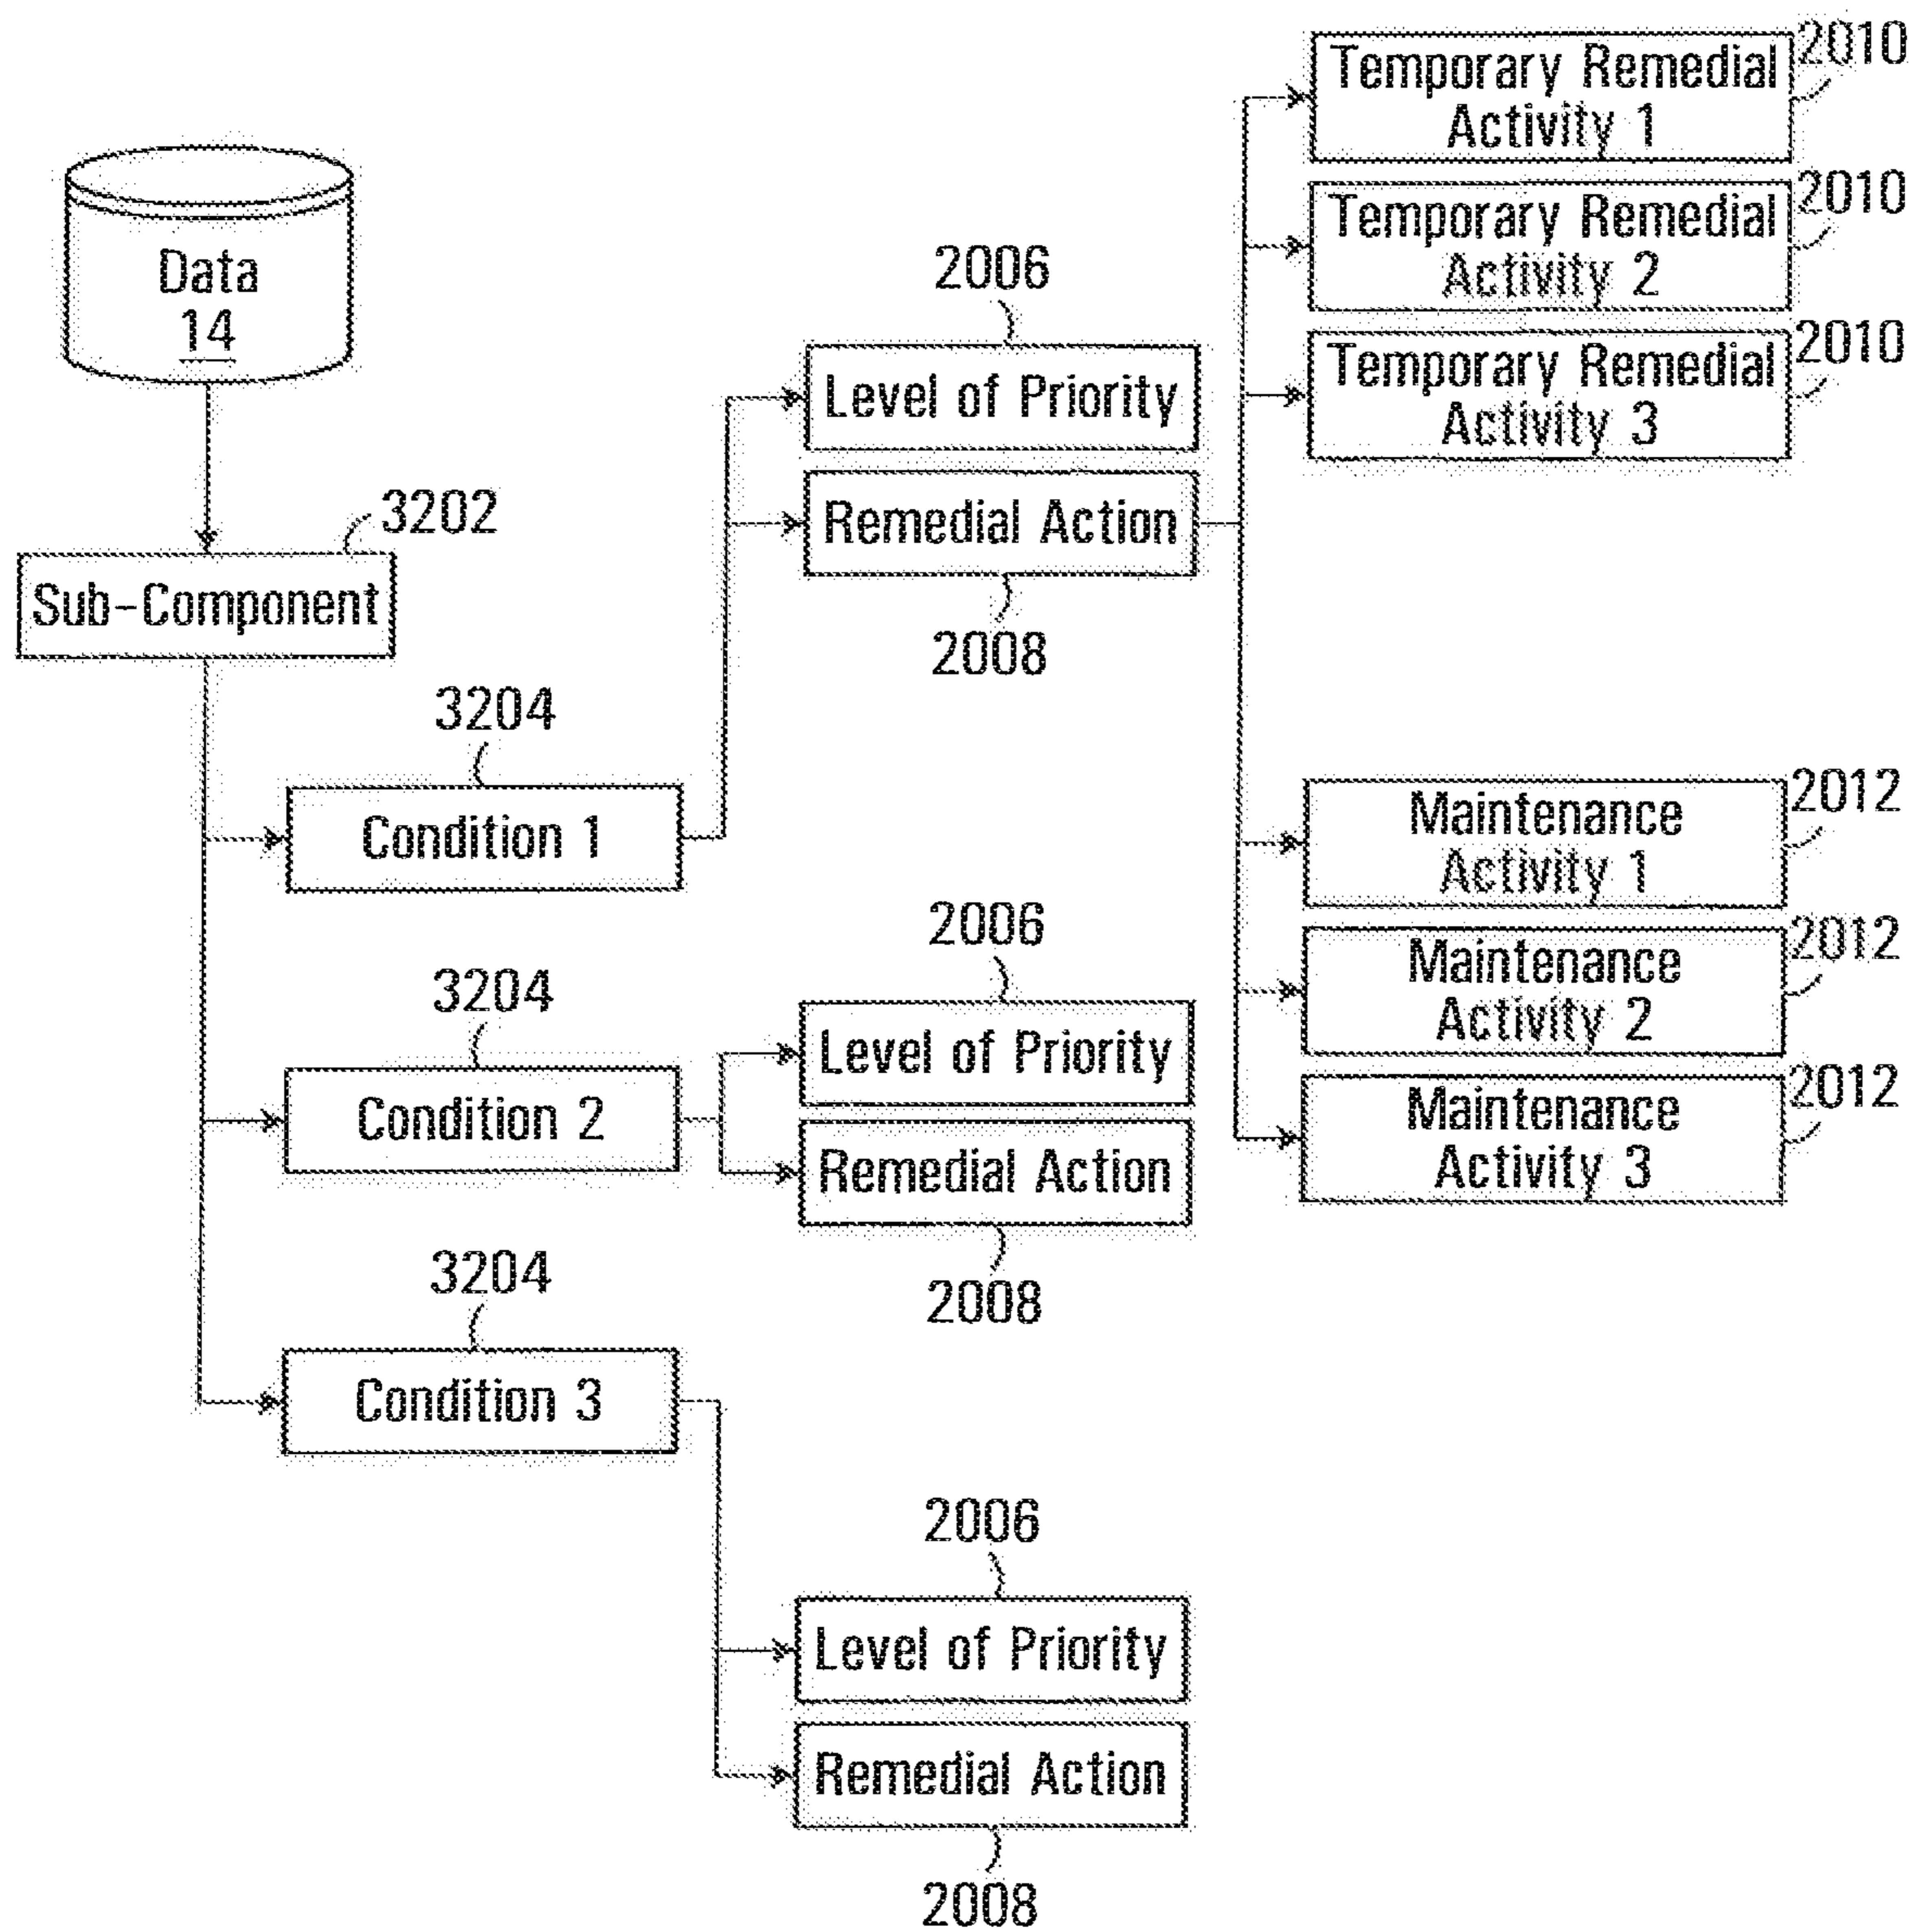 Data
14
3202
Sub-Component
3204
Condition 1
3204
Condition 2
3204
Condition 3
2006
Level of Priority
Remedial Action
2008
2006
Level of Priority
Remedial Action
2008
2006
Level of Priority
Remedial Action
2008
2010
Temporary Remedial
Activity 1
2010
Temporary Remedial
Activity 2
2010
Temporary Remedial
Activity 3
2012
Maintenance
Activity 1
2012
Maintenance
Activity 2
2012
Maintenance
Activity 3